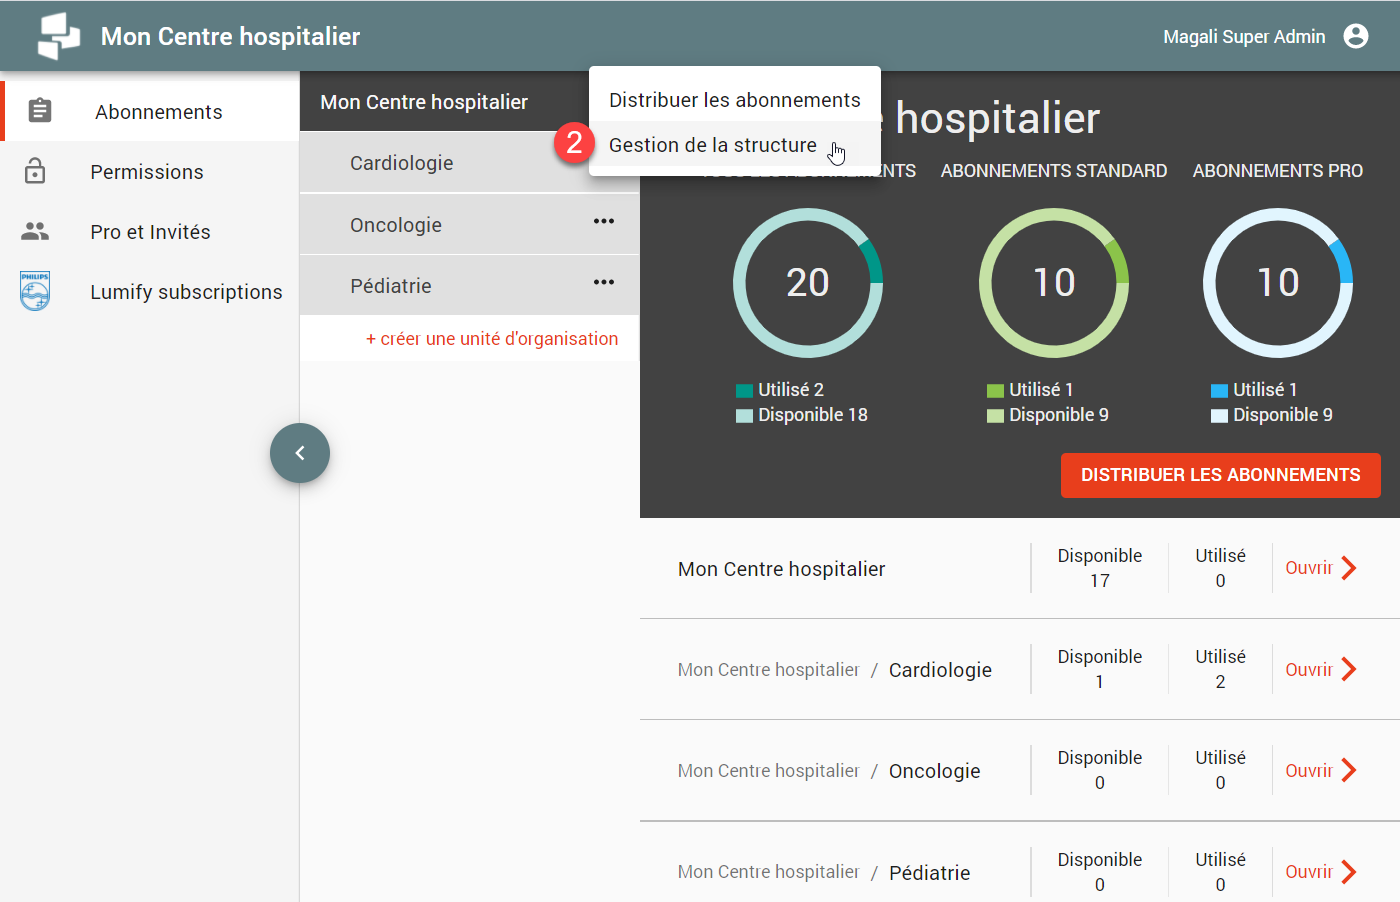 Mon Centre hospitalier
Magali Super Admin
Abonnements
Permissions
Pro et Invités
PHILIPS
Lumify subscriptions
Mon Centre hospitalier
Cardiologie
Oncologie
Pédiatrie
+ créer une unité d'organisation
Distribuer les abonnements
2
Gestion de la structure
hospitalier
ABONNEMENTS STANDARD
ABONNEMENTS PRO
20
10
10
Utilisé 2
Disponible 18
Utilisé 1
Disponible 9
Utilisé 1
Disponible 9
DISTRIBUER LES ABONNEMENTS
Mon Centre hospitalier
Disponible
17
Utilisé
0
Ouvrir
Mon Centre hospitalier / Cardiologie
Disponible
1
Utilisé
2
Ouvrir
Mon Centre hospitalier / Oncologie
Disponible
0
Utilisé
0
Ouvrir
Mon Centre hospitalier / Pédiatrie
Disponible
0
Utilisé
0
Ouvrir